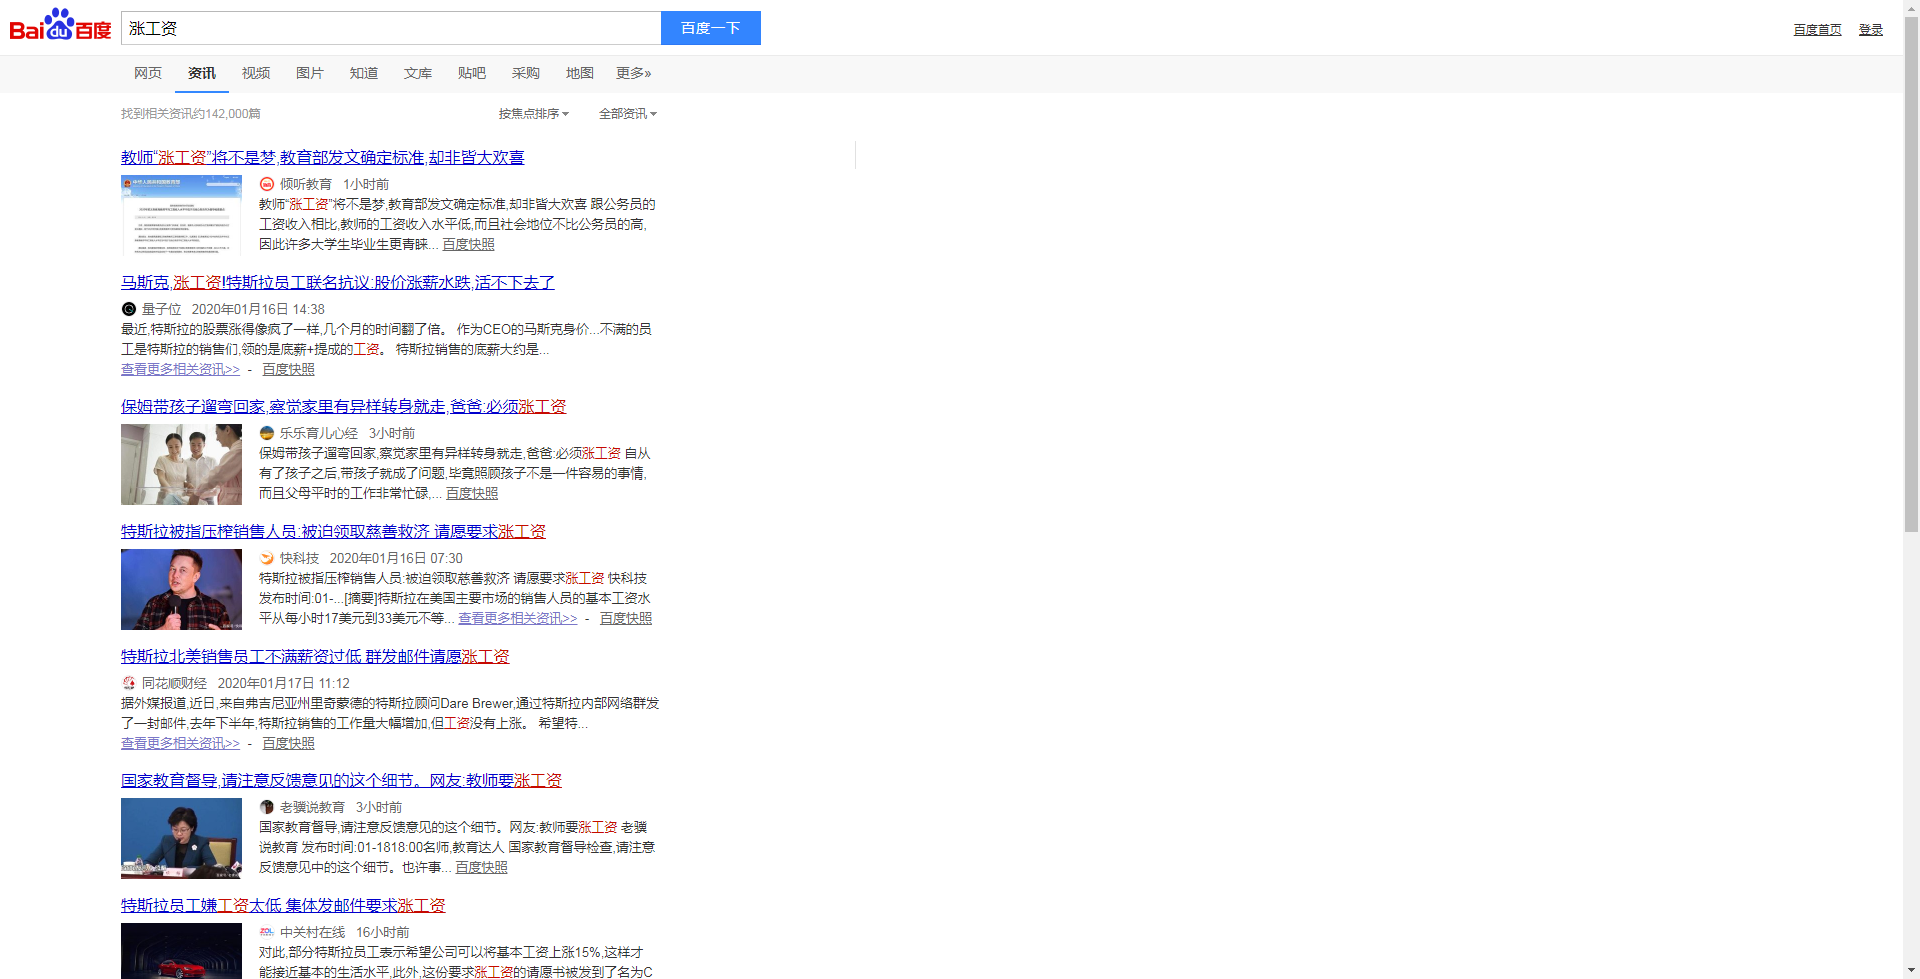 Bai du 百度
涨工资
百度一下
百度首页 登录
网页 资讯 视频 图片 知道 文库 贴吧 采购 地图 更多»
找到相关资讯约142,000篇 按焦点排序 全部资讯
教师“涨工资”将不是梦,教育部发文确定标准,却非皆大欢喜
倾听教育 1小时前
教师“涨工资”将不是梦,教育部发文确定标准,却非皆大欢喜 跟公务员的
工资收入相比,教师的工资收入水平低,而且社会地位不比公务员的高,
因此许多大学生毕业生更青睐... 百度快照
马斯克,涨工资!特斯拉员工联名抗议:股价涨薪水跌,活不下去了
量子位 2020年01月16日 14:38
最近,特斯拉的股票涨得像疯了一样,几个月的时间翻了倍。 作为CEO的马斯克身价...不满的员
工是特斯拉的销售们,领的是底薪+提成的工资。 特斯拉销售的底薪大约是...
查看更多相关资讯>> - 百度快照
保姆带孩子遛弯回家,察觉家里有异样转身就走,爸爸:必须涨工资
乐乐育儿心经 3小时前
保姆带孩子遛弯回家,察觉家里有异样转身就走,爸爸:必须涨工资 自从
有了孩子之后,带孩子就成了问题,毕竟照顾孩子不是一件容易的事情,
而且父母平时的工作非常忙碌,... 百度快照
特斯拉被指压榨销售人员:被迫领取慈善救济 请愿要求涨工资
快科技 2020年01月16日 07:30
特斯拉被指压榨销售人员:被迫领取慈善救济 请愿要求涨工资 快科技
发布时间:01-...[摘要]特斯拉在美国主要市场的销售人员的基本工资水
平从每小时17美元到33美元不等... 查看更多相关资讯>> - 百度快照
特斯拉北美销售员工不满薪资过低 群发邮件请愿涨工资
同花顺财经 2020年01月17日 11:12
据外媒报道,近日,来自弗吉尼亚州里奇蒙德的特斯拉顾问Dare Brewer,通过特斯拉内部网络群发
了一封邮件,去年下半年,特斯拉销售的工作量大幅增加,但工资没有上涨。 希望特...
查看更多相关资讯>> - 百度快照
国家教育督导,请注意反馈意见的这个细节。网友:教师要涨工资
老骥说教育 3小时前
国家教育督导,请注意反馈意见的这个细节。网友:教师要涨工资 老骥
说教育 发布时间:01-1818:00名师,教育达人 国家教育督导检查,请注意
反馈意见中的这个细节。也许事... 百度快照
特斯拉员工嫌工资太低 集体发邮件要求涨工资
ZOL 中关村在线 16小时前
对此,部分特斯拉员工表示希望公司可以将基本工资上涨15%,这样才
能接近基本的生活水平,此外,这份要求涨工资的请愿书被发到了名为C